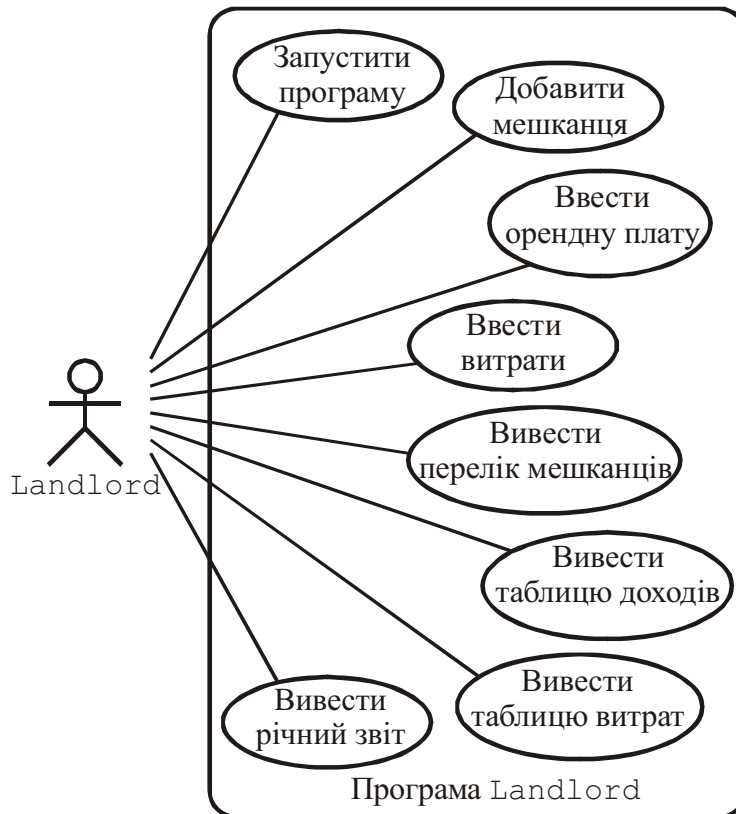 Запустити
програму
Добавити
мешканця
Ввести
орендну плату
Ввести
витрати
Landlord
Вивести
перелік мешканців
Вивести
таблицю доходів
Вивести
таблицю витрат
Вивести
річний звіт
Програма Landlord